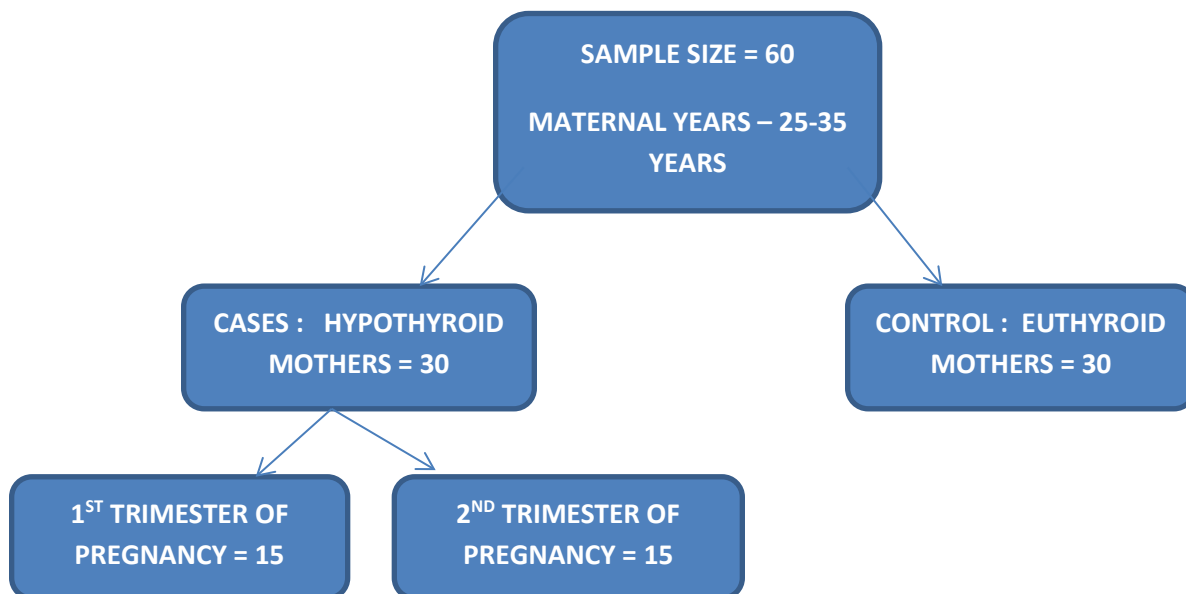 SAMPLE SIZE = 60
MATERNAL YEARS – 25-35
YEARS
CASES : HYPOTHYROID
MOTHERS = 30
CONTROL : EUTHYROID
MOTHERS = 30
1ST TRIMESTER OF
PREGNANCY = 15
2ND TRIMESTER OF
PREGNANCY = 15